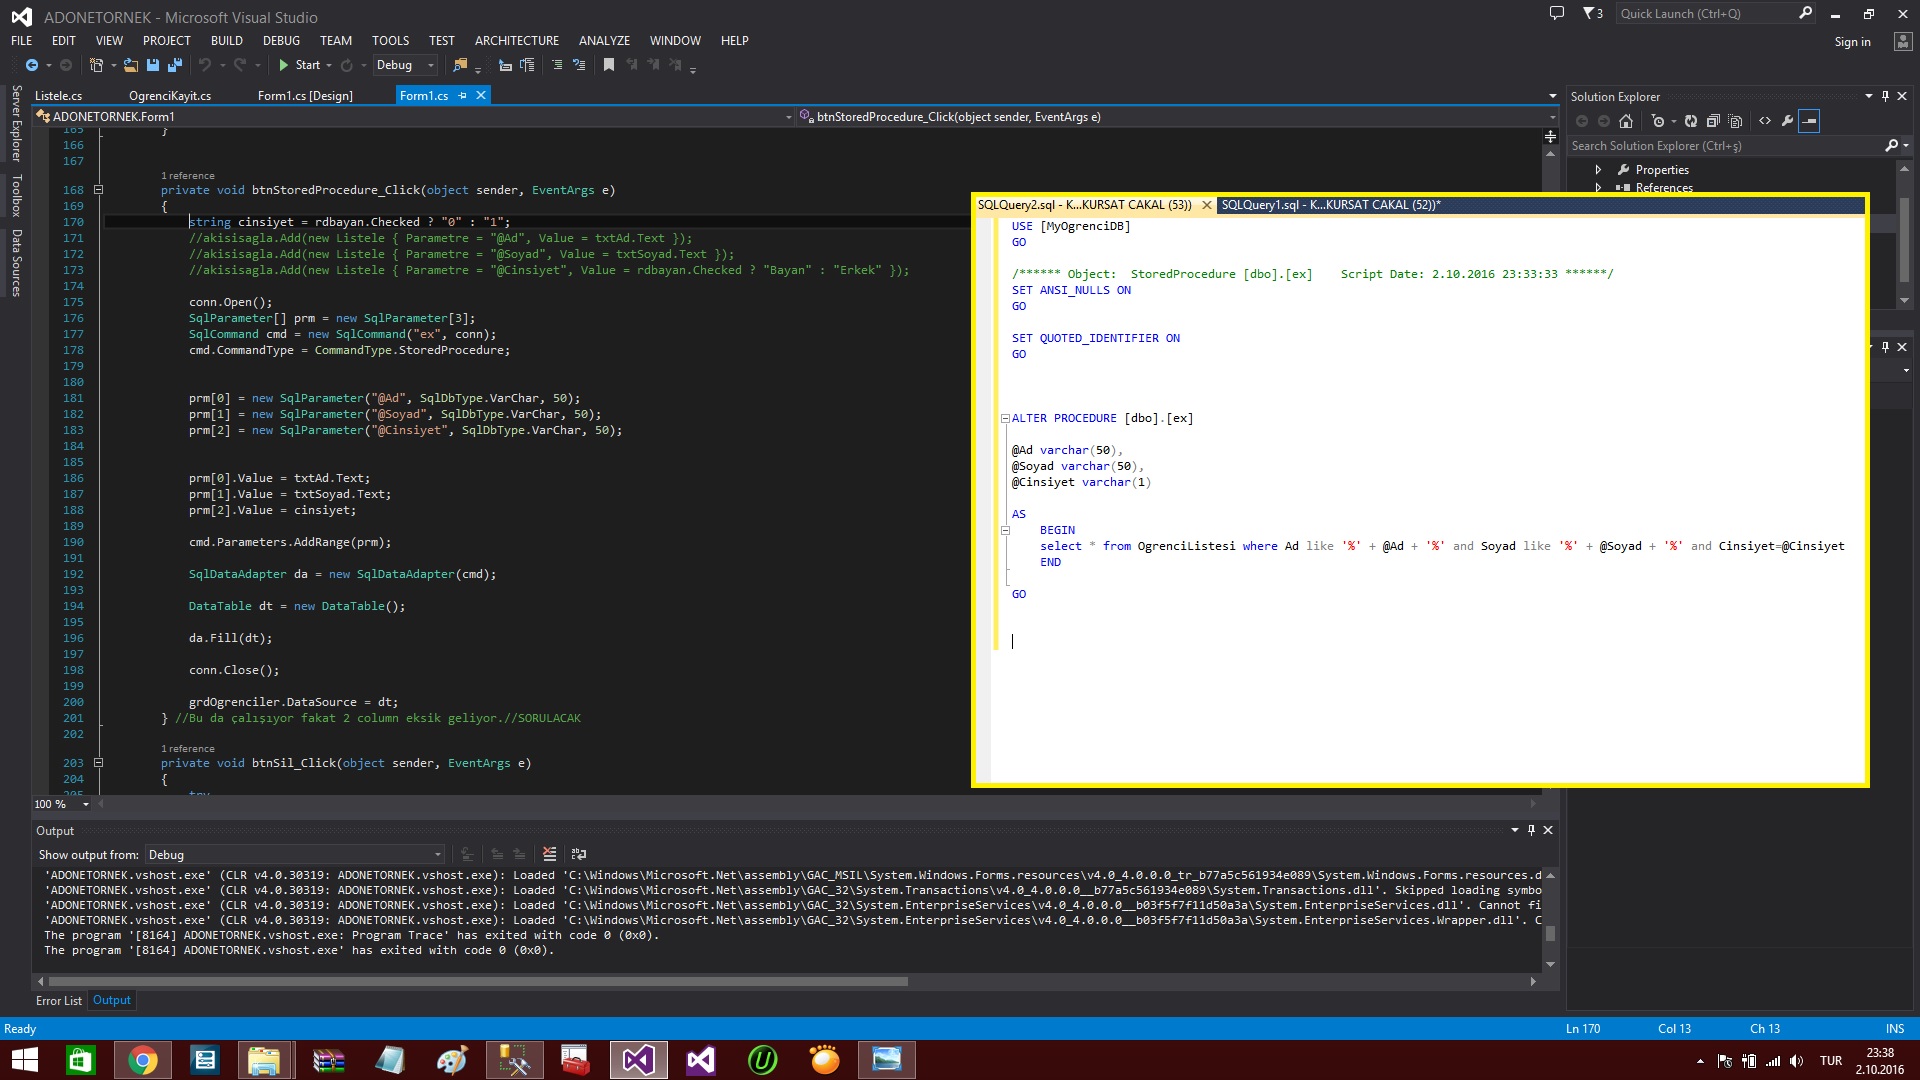 ADONETORNEK - Microsoft Visual Studio
3
Quick Launch (Ctrl+Q)
FILE EDIT VIEW PROJECT BUILD DEBUG TEAM TOOLS TEST ARCHITECTURE ANALYZE WINDOW HELP
Sign in
Start Debug
Server Explorer
Toolbox
Data Sources
Listele.cs OgrenciKayit.cs Form1.cs [Design] Form1.cs
ADONETORNEK.Form1 btnStoredProcedure_Click(object sender, EventArgs e)
165 }
166
167
1 reference
168 private void btnStoredProcedure_Click(object sender, EventArgs e)
169 {
170 string cinsiyet = rdbayan.Checked ? "0" : "1";
171 //akisisagla.Add(new Listele { Parametre = "@Ad", Value = txtAd.Text });
172 //akisisagla.Add(new Listele { Parametre = "@Soyad", Value = txtSoyad.Text });
173 //akisisagla.Add(new Listele { Parametre = "@Cinsiyet", Value = rdbayan.Checked ? "Bayan" : "Erkek" });
174
175 conn.Open();
176 SqlParameter[] prm = new SqlParameter[3];
177 SqlCommand cmd = new SqlCommand("ex", conn);
178 cmd.CommandType = CommandType.StoredProcedure;
179
180
181 prm[0] = new SqlParameter("@Ad", SqlDbType.VarChar, 50);
182 prm[1] = new SqlParameter("@Soyad", SqlDbType.VarChar, 50);
183 prm[2] = new SqlParameter("@Cinsiyet", SqlDbType.VarChar, 50);
184
185
186 prm[0].Value = txtAd.Text;
187 prm[1].Value = txtSoyad.Text;
188 prm[2].Value = cinsiyet;
189
190 cmd.Parameters.AddRange(prm);
191
192 SqlDataAdapter da = new SqlDataAdapter(cmd);
193
194 DataTable dt = new DataTable();
195
196 da.Fill(dt);
197
198 conn.Close();
199
200 grdOgrenciler.DataSource = dt;
201 } //Bu da çalışıyor fakat 2 column eksik geliyor.//SORULACAK
202
1 reference
203 private void btnSil_Click(object sender, EventArgs e)
204 {
205 try
100 %
Solution Explorer
Search Solution Explorer (Ctrl+ş)
Properties
References
SQLQuery2.sql - K...KURSAT CAKAL (53)) SQLQuery1.sql - K...KURSAT CAKAL (52))*
USE [MyOgrenciDB]
GO
/****** Object: StoredProcedure [dbo].[ex] Script Date: 2.10.2016 23:33:33 ******/
SET ANSI_NULLS ON
GO
SET QUOTED_IDENTIFIER ON
GO
ALTER PROCEDURE [dbo].[ex]
@Ad varchar(50),
@Soyad varchar(50),
@Cinsiyet varchar(1)
AS
BEGIN
select * from OgrenciListesi where Ad like '%' + @Ad + '%' and Soyad like '%' + @Soyad + '%' and Cinsiyet=@Cinsiyet
END
GO
Output
Show output from: Debug
'ADONETORNEK.vshost.exe' (CLR v4.0.30319: ADONETORNEK.vshost.exe): Loaded 'C:\Windows\Microsoft.Net\assembly\GAC_MSIL\System.Windows.Forms.resources\v4.0_4.0.0.0_tr_b77a5c561934e089\System.Windows.Forms.resources.d
'ADONETORNEK.vshost.exe' (CLR v4.0.30319: ADONETORNEK.vshost.exe): Loaded 'C:\Windows\Microsoft.Net\assembly\GAC_32\System.Transactions\v4.0_4.0.0.0__b77a5c561934e089\System.Transactions.dll'. Skipped loading symbo
'ADONETORNEK.vshost.exe' (CLR v4.0.30319: ADONETORNEK.vshost.exe): Loaded 'C:\Windows\Microsoft.Net\assembly\GAC_32\System.EnterpriseServices\v4.0_4.0.0.0__b03f5f7f11d50a3a\System.EnterpriseServices.dll'. Cannot fi
'ADONETORNEK.vshost.exe' (CLR v4.0.30319: ADONETORNEK.vshost.exe): Loaded 'C:\Windows\Microsoft.Net\assembly\GAC_32\System.EnterpriseServices\v4.0_4.0.0.0__b03f5f7f11d50a3a\System.EnterpriseServices.Wrapper.dll'. C
The program '[8164] ADONETORNEK.vshost.exe: Program Trace' has exited with code 0 (0x0).
The program '[8164] ADONETORNEK.vshost.exe' has exited with code 0 (0x0).
Error List Output
Ready Ln 170 Col 13 Ch 13 INS
TUR
23:38
2.10.2016